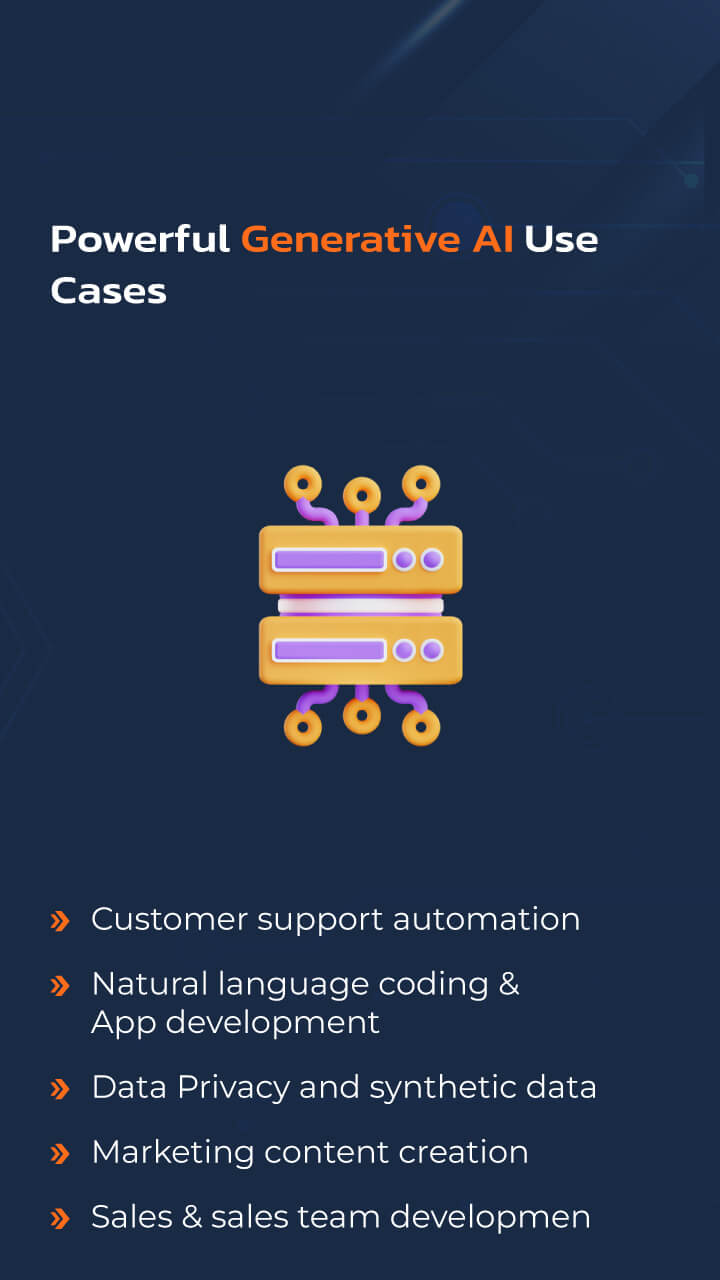 Powerful Generative AI Use
Cases
Customer support automation
Natural language coding &
App development
Data Privacy and synthetic data
Marketing content creation
Sales & sales team developmen